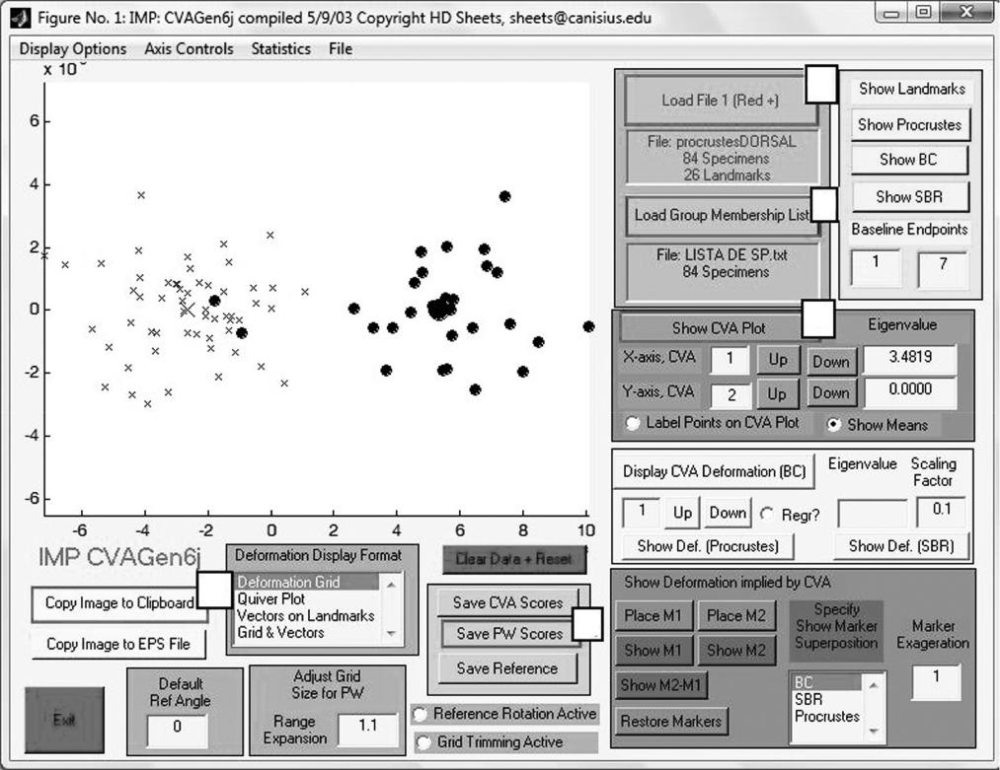 Figure No. 1: IMP: CVAGen6j compiled 5/9/03 Copyright HD Sheets, sheets@canisius.edu
Display Options Axis Controls Statistics File
x 10
6
4
2
0
-2
-4
-6
-6 -4 -2 0 2 4 6 8 10
Load File 1 (Red +)
File: procrustesDORSAL
84 Specimens
26 Landmarks
Load Group Membership List
File: LISTA DE SP.txt
84 Specimens
Show Landmarks
Show Procrustes
Show BC
Show SBR
Baseline Endpoints
1 7
Show CVA Plot Eigenvalue
X-axis, CVA 1 Up Down 3.4819
Y-axis, CVA 2 Up Down 0.0000
Label Points on CVA Plot Show Means
Display CVA Deformation (BC) Eigenvalue Scaling
Factor
1 Up Down Regr? 0.1
Show Def. (Procrustes) Show Def. (SBR)
IMP CVAGen6j
Copy Image to Clipboard
Copy Image to EPS File
Deformation Display Format
Deformation Grid
Quiver Plot
Vectors on Landmarks
Grid & Vectors
Clear Data + Reset
Save CVA Scores
Save PW Scores
Save Reference
Show Deformation implied by CVA
Place M1 Place M2
Show M1 Show M2
Show M2-M1
Restore Markers
Specify
Show Marker
Superposition
BC
SBR
Procrustes
Marker
Exageration
1
Exit
Default
Ref Angle
0
Adjust Grid
Size for PW
Range
Expansion 1.1
Reference Rotation Active
Grid Trimming Active